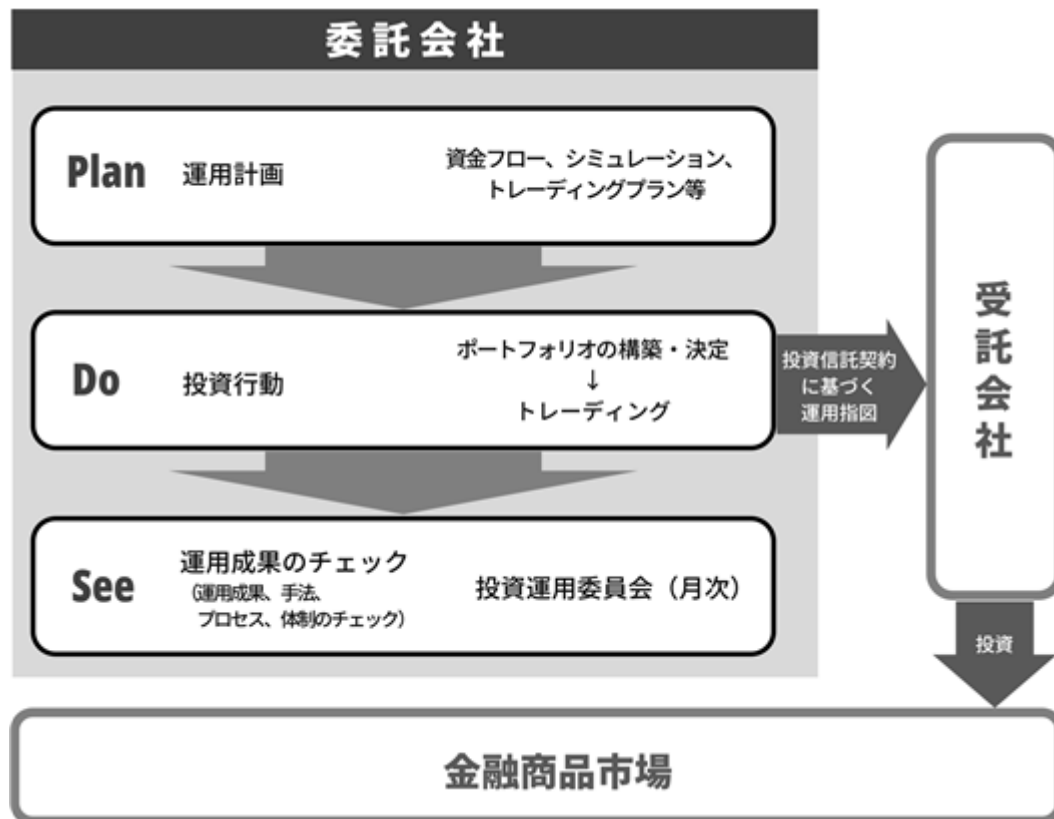 委託会社
Plan 運用計画
資金フロー、シミュレーション、
トレーディングプラン等
Do 投資行動
ポートフォリオの構築・決定
↓
トレーディング
投資信託契約
に基づく
運用指図
受託会社
See 運用成果のチェック
(運用成果、手法、
プロセス、体制のチェック)
投資運用委員会(月次)
投資
金融商品市場